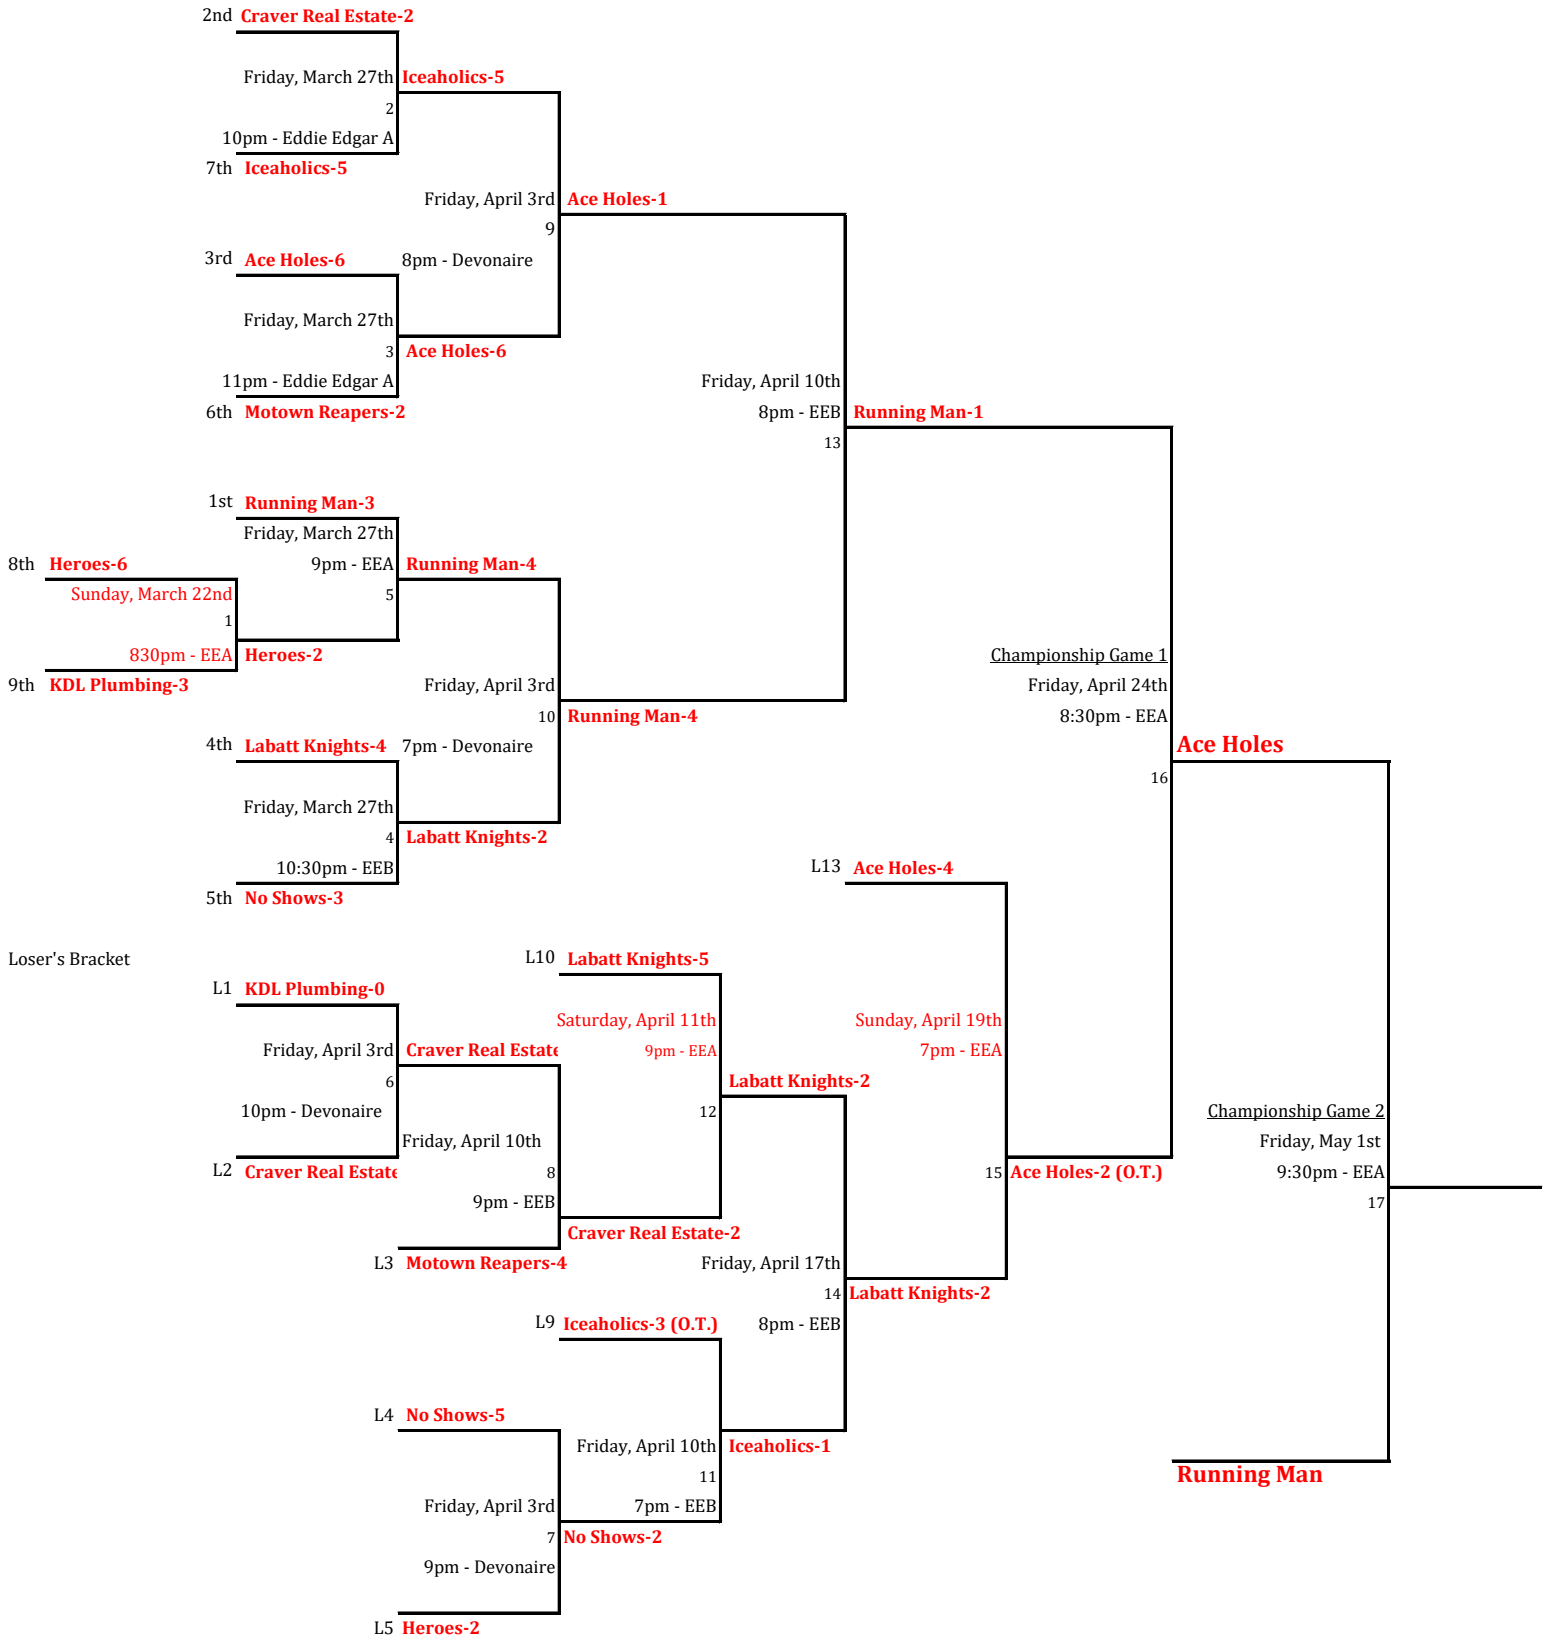 2nd Craver Real Estate-2
Friday, March 27th Iceaholics-5
2
10pm - Eddie Edgar A
7th Iceaholics-5
Friday, April 3rd Ace Holes-1
9
3rd Ace Holes-6 8pm - Devonaire
Friday, March 27th
3 Ace Holes-6
11pm - Eddie Edgar A Friday, April 10th
6th Motown Reapers-2 8pm - EEB Running Man-1
13
1st Running Man-3
Friday, March 27th
8th Heroes-6 9pm - EEA Running Man-4
Sunday, March 22nd 5
1
830pm - EEA Heroes-2 Championship Game 1
9th KDL Plumbing-3 Friday, April 3rd Friday, April 24th
10 Running Man-4 8:30pm - EEA
4th Labatt Knights-4 7pm - Devonaire Ace Holes
16
Friday, March 27th
4 Labatt Knights-2
10:30pm - EEB L13 Ace Holes-4
5th No Shows-3
Loser's Bracket L10 Labatt Knights-5
L1 KDL Plumbing-0
Saturday, April 11th Sunday, April 19th
Friday, April 3rd Craver Real Estate 9pm - EEA 7pm - EEA
6 Labatt Knights-2
10pm - Devonaire 12 Championship Game 2
Friday, April 10th Friday, May 1st
L2 Craver Real Estate 8 15 Ace Holes-2 (O.T.) 9:30pm - EEA
9pm - EEB 17
Craver Real Estate-2
L3 Motown Reapers-4 Friday, April 17th
14 Labatt Knights-2
L9 Iceaholics-3 (O.T.) 8pm - EEB
L4 No Shows-5
Friday, April 10th Iceaholics-1
11 Running Man
Friday, April 3rd 7pm - EEB
7 No Shows-2
9pm - Devonaire
L5 Heroes-2